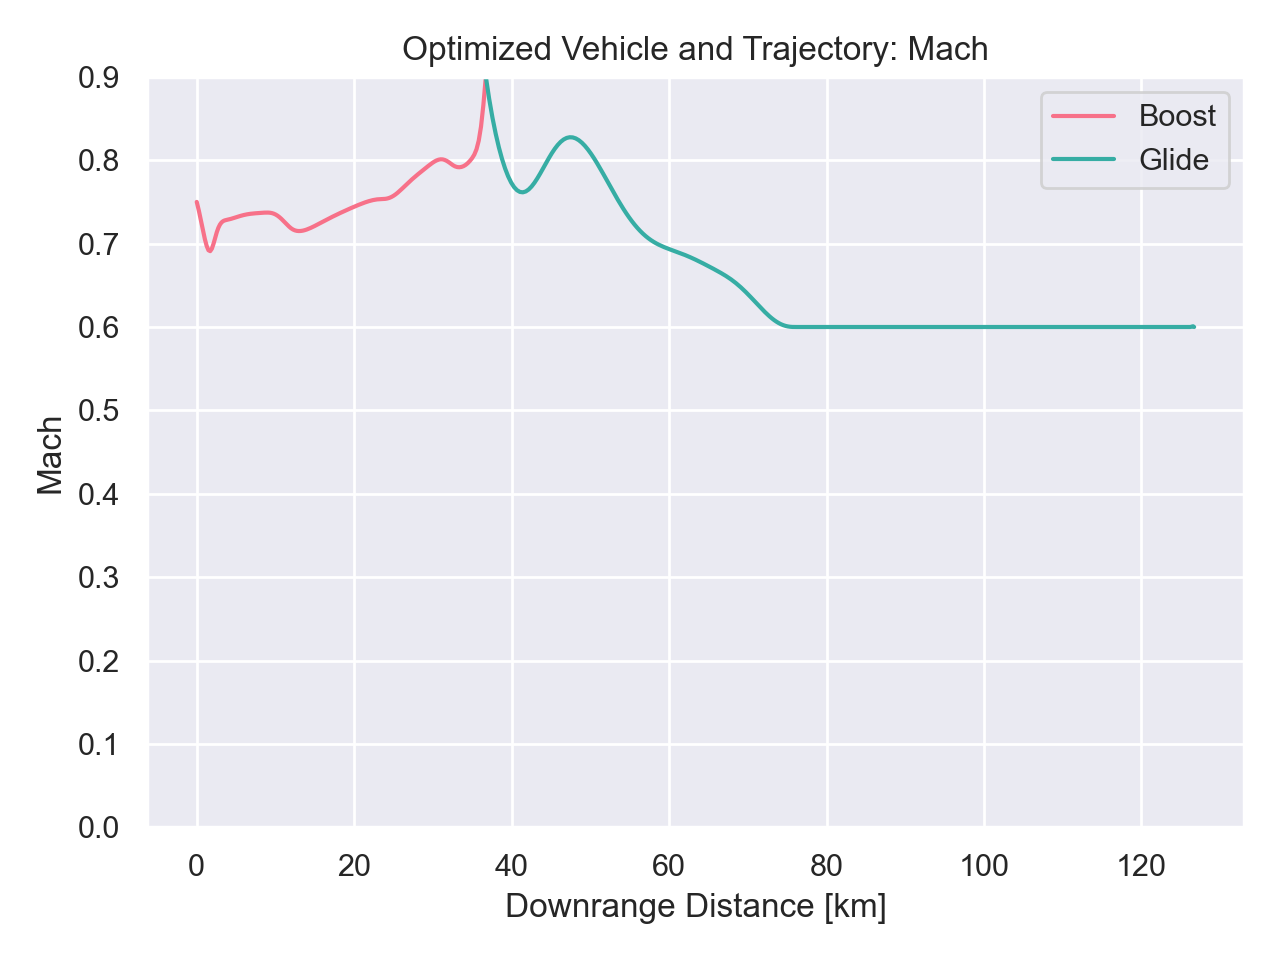 Optimized Vehicle and Trajectory: Mach
0.9
0.8
0.7
0.6
0.5
0.4
0.3
0.2
0.1
0.0
Mach
Boost
Glide
0 20 40 60 80 100 120
Downrange Distance [km]